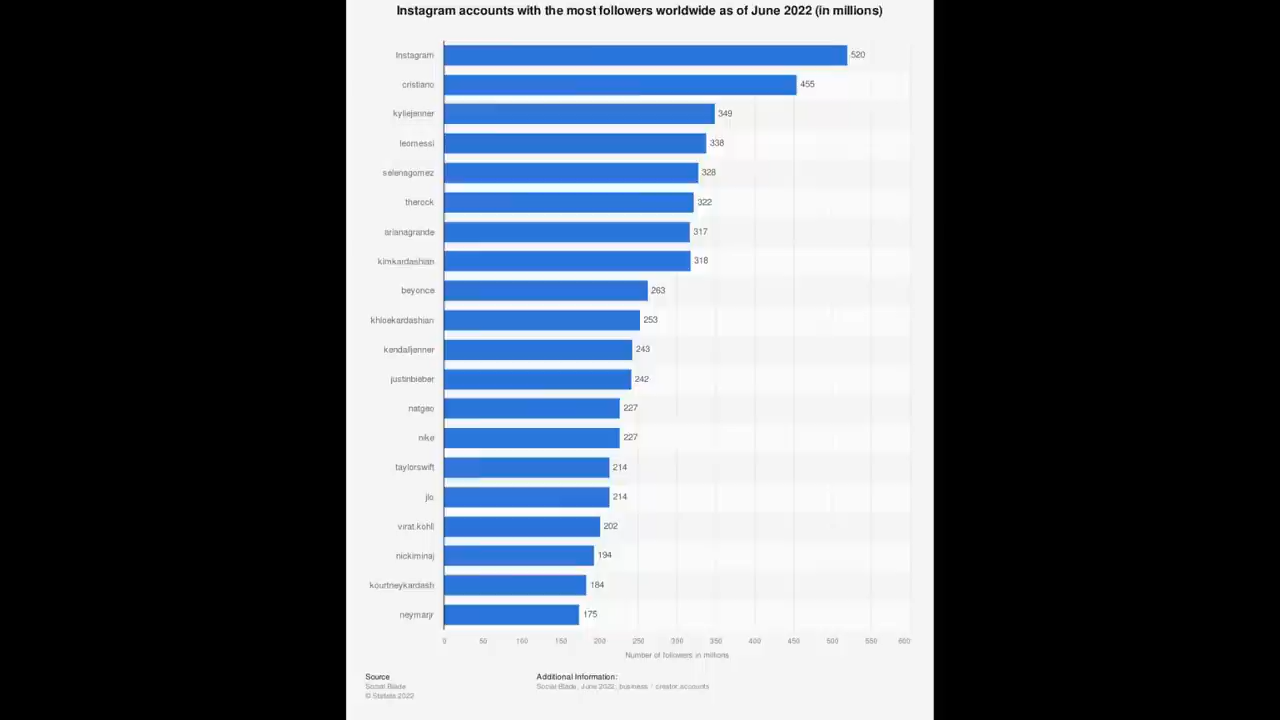 Instagram accounts with the most followers worldwide as of June 2022 (in millions)
Instagram 520
cristiano 455
kyliejenner 349
leomessi 338
selenagomez 328
therock 322
arianagrande 317
kimkardashian 318
beyonce 263
khloekardashian 253
kendalljenner 243
justinbieber 242
natgeo 227
nike 227
taylorswift 214
jlo 214
virat.kohli 202
nickiminaj 194
kourtneykardash 184
neymarjr 175
0 50 100 150 200 250 300 350 400 450 500 550 600
Number of followers in millions
Source
Social Blade
© Statista 2022
Additional Information:
Social Blade; June 2022; business / creator accounts